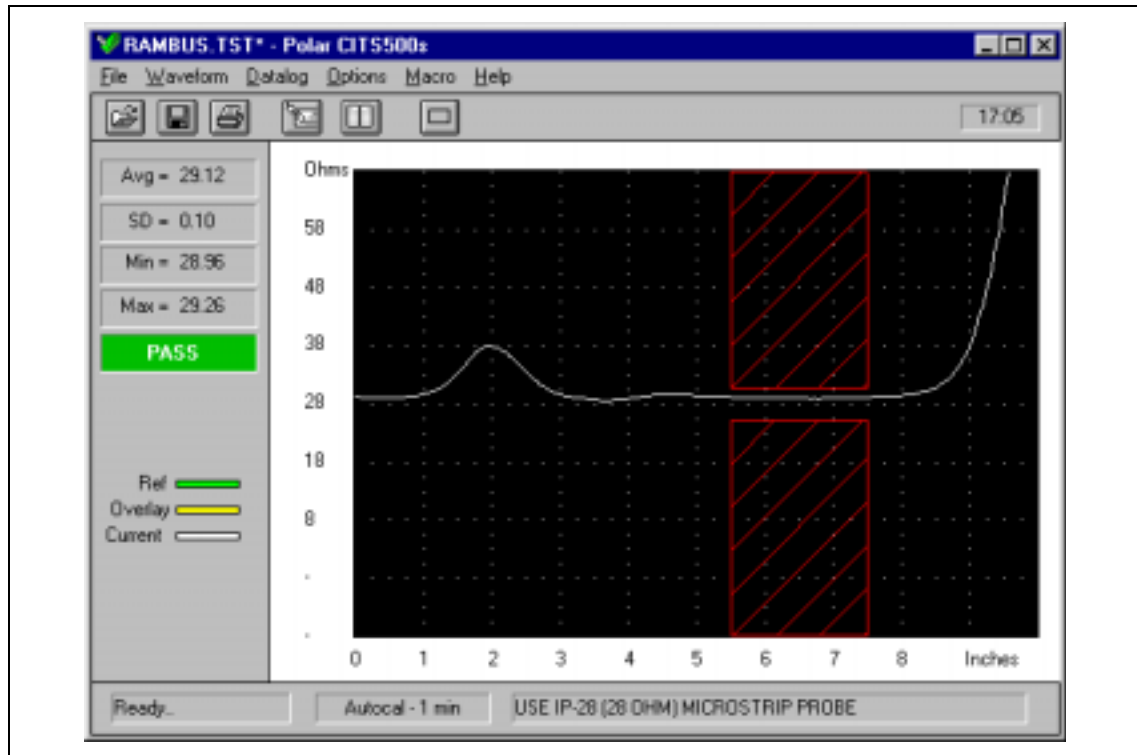 RAMBUS.TST* - Polar CITS500s
File Waveform Datalog Options Macro Help
17:05
Avg = 29.12
SD = 0.10
Min = 28.96
Max = 29.26
PASS
Ref
Overlay
Current
Ohms
58
48
38
28
18
8
-
-
0 1 2 3 4 5 6 7 8 Inches
Ready..
Autocal - 1 min
USE IP-28 (28 OHM) MICROSTRIP PROBE